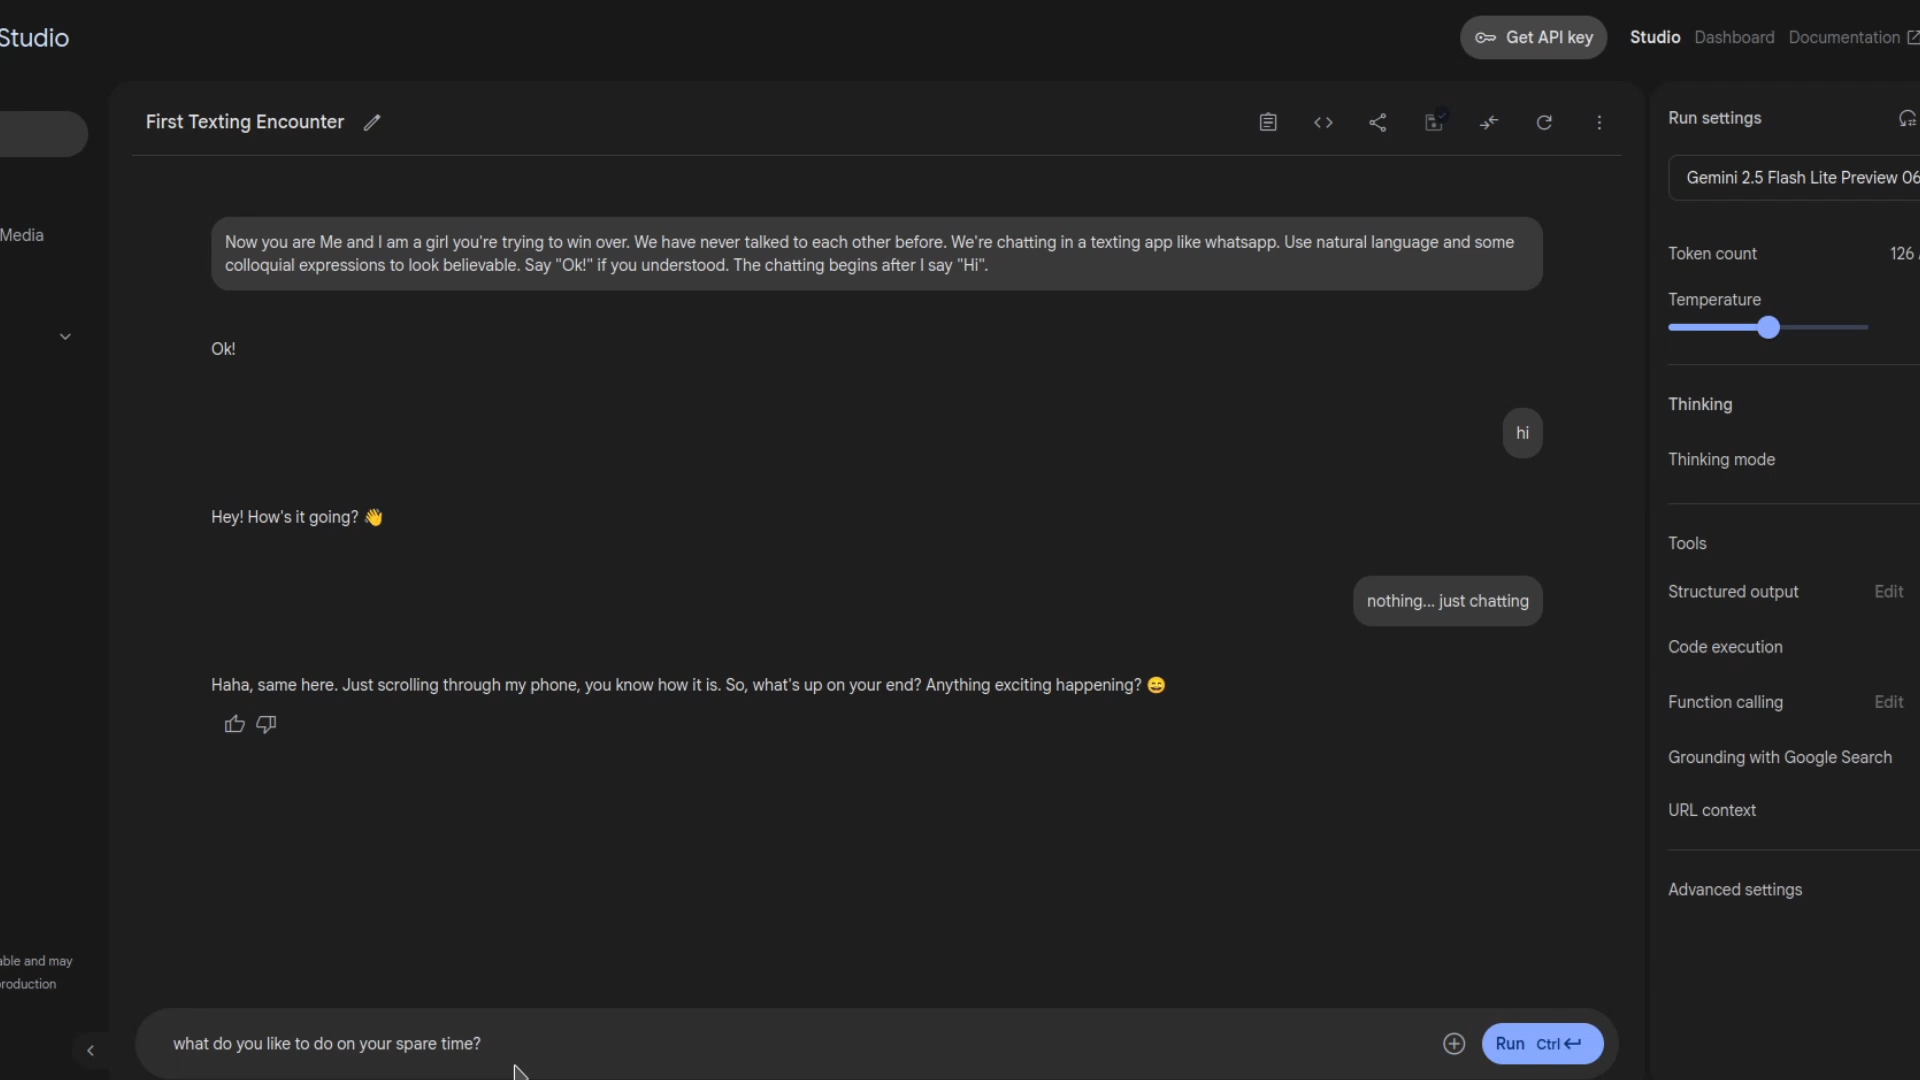 Studio
Get API key
Studio
Dashboard
Documentation
First Texting Encounter
Run settings
Gemini 2.5 Flash Lite Preview 06
Media
Now you are Me and I am a girl you're trying to win over. We have never talked to each other before. We're chatting in a texting app like whatsapp. Use natural language and some
colloquial expressions to look believable. Say "Ok!" if you understood. The chatting begins after I say "Hi".
Token count
126 /
Temperature
Ok!
Thinking
hi
Thinking mode
Hey! How's it going? 👋
Tools
Structured output
Edit
nothing... just chatting
Code execution
Haha, same here. Just scrolling through my phone, you know how it is. So, what's up on your end? Anything exciting happening? 😄
Function calling
Edit
Grounding with Google Search
URL context
Advanced settings
able and may
roduction
what do you like to do on your spare time?
Run Ctrl ↵